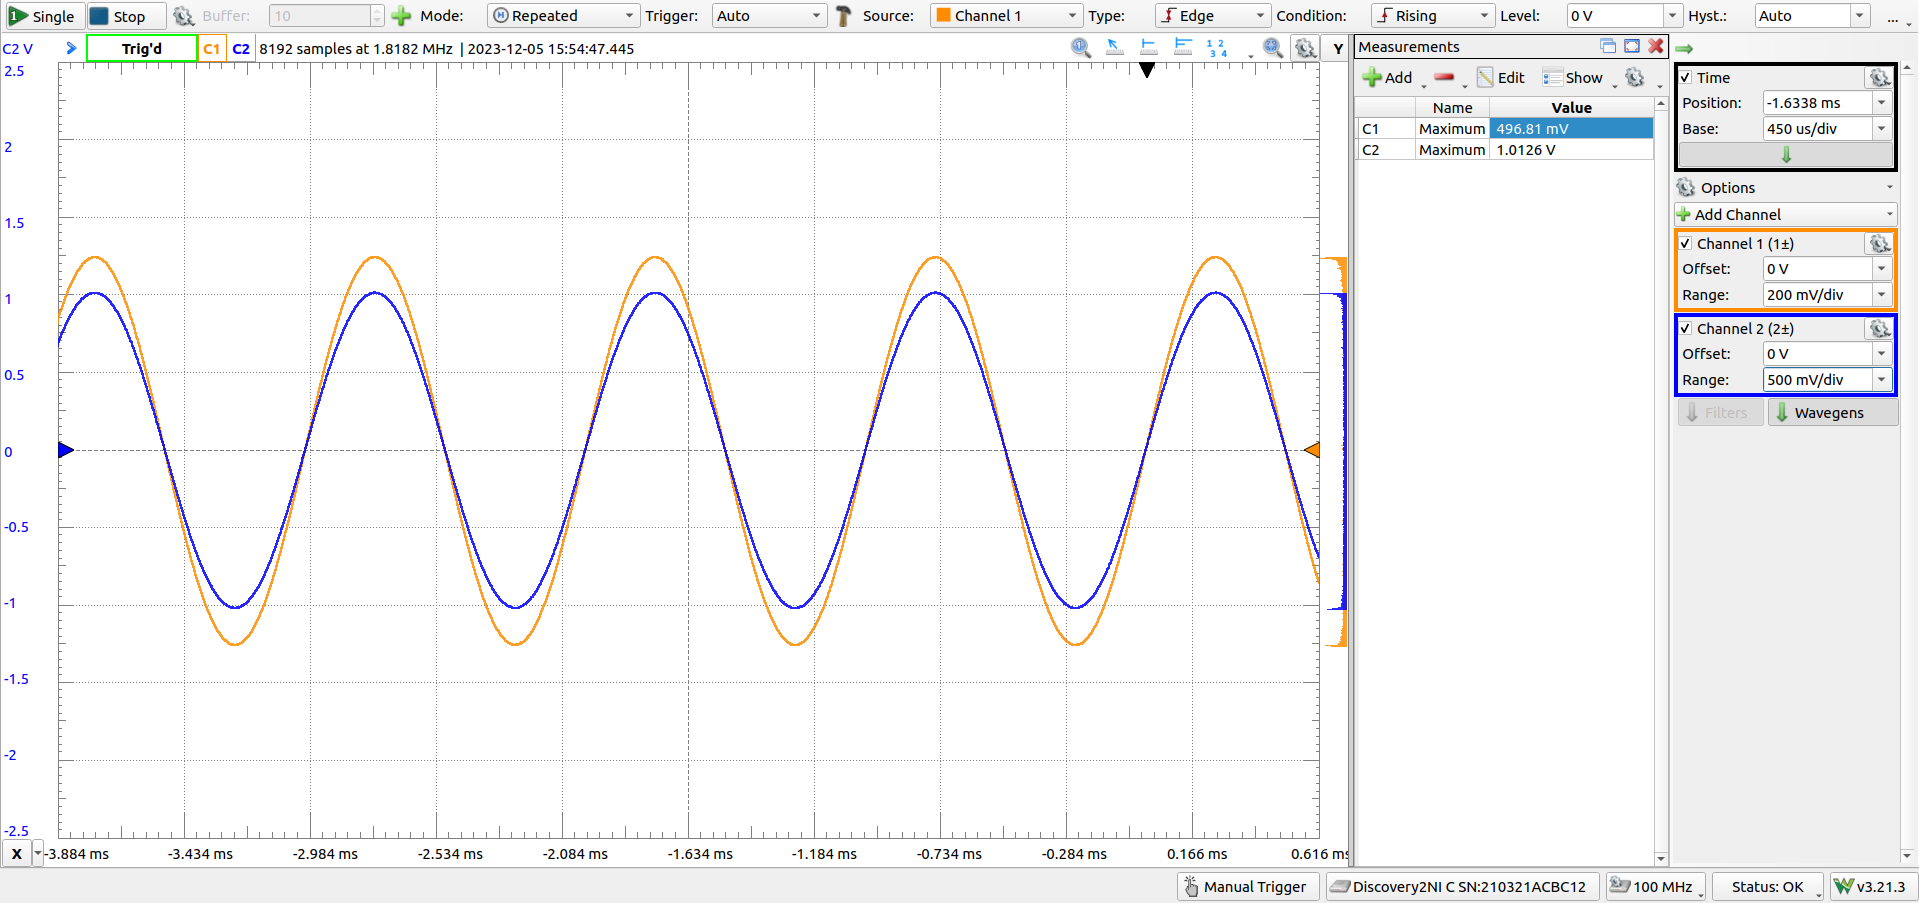 Single Stop Buffer: 10 Mode: Repeated Trigger: Auto Source: Channel 1 Type: Edge Condition: Rising Level: 0 V Hyst.: Auto ...
C2 V Trig'd C1 C2 8192 samples at 1.8182 MHz | 2023-12-05 15:54:47.445 Y
2.5
2
1.5
1
0.5
0
-0.5
-1
-1.5
-2
-2.5
X -3.884 ms -3.434 ms -2.984 ms -2.534 ms -2.084 ms -1.634 ms -1.184 ms -0.734 ms -0.284 ms 0.166 ms 0.616 ms
Measurements
Add Edit Show
Name Value
C1 Maximum 496.81 mV
C2 Maximum 1.0126 V
Time
Position: -1.6338 ms
Base: 450 us/div
Options
Add Channel
Channel 1 (1±)
Offset: 0 V
Range: 200 mV/div
Channel 2 (2±)
Offset: 0 V
Range: 500 mV/div
Filters Wavegens
Manual Trigger Discovery2NI C SN:210321ACBC12 100 MHz Status: OK v3.21.3